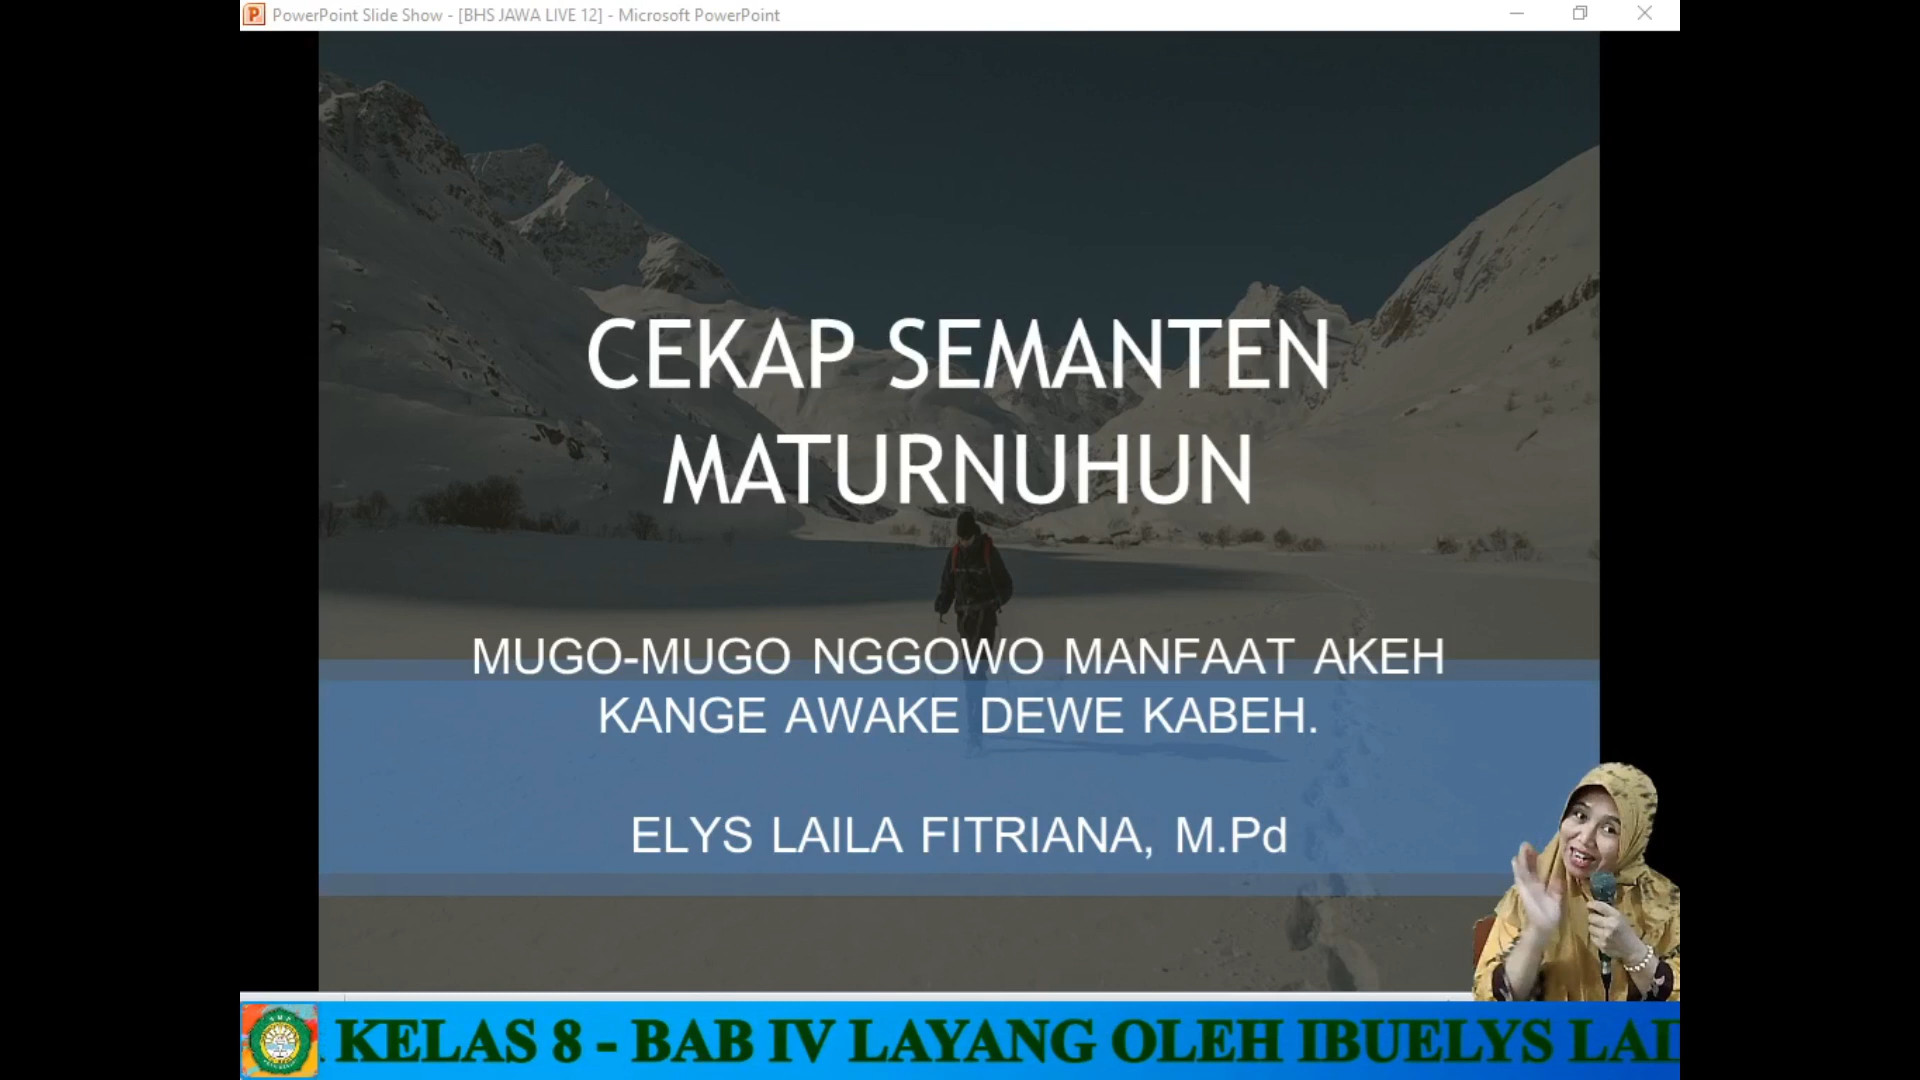 PowerPoint Slide Show - [BHS JAWA LIVE 12] - Microsoft PowerPoint
CEKAP SEMANTEN
MATURNUHUN
MUGO-MUGO NGGOWO MANFAAT AKEH
KANGE AWAKE DEWE KABEH.
ELYS LAILA FITRIANA, M.Pd
KELAS 8 - BAB IV LAYANG OLEH IBUELYS LAI